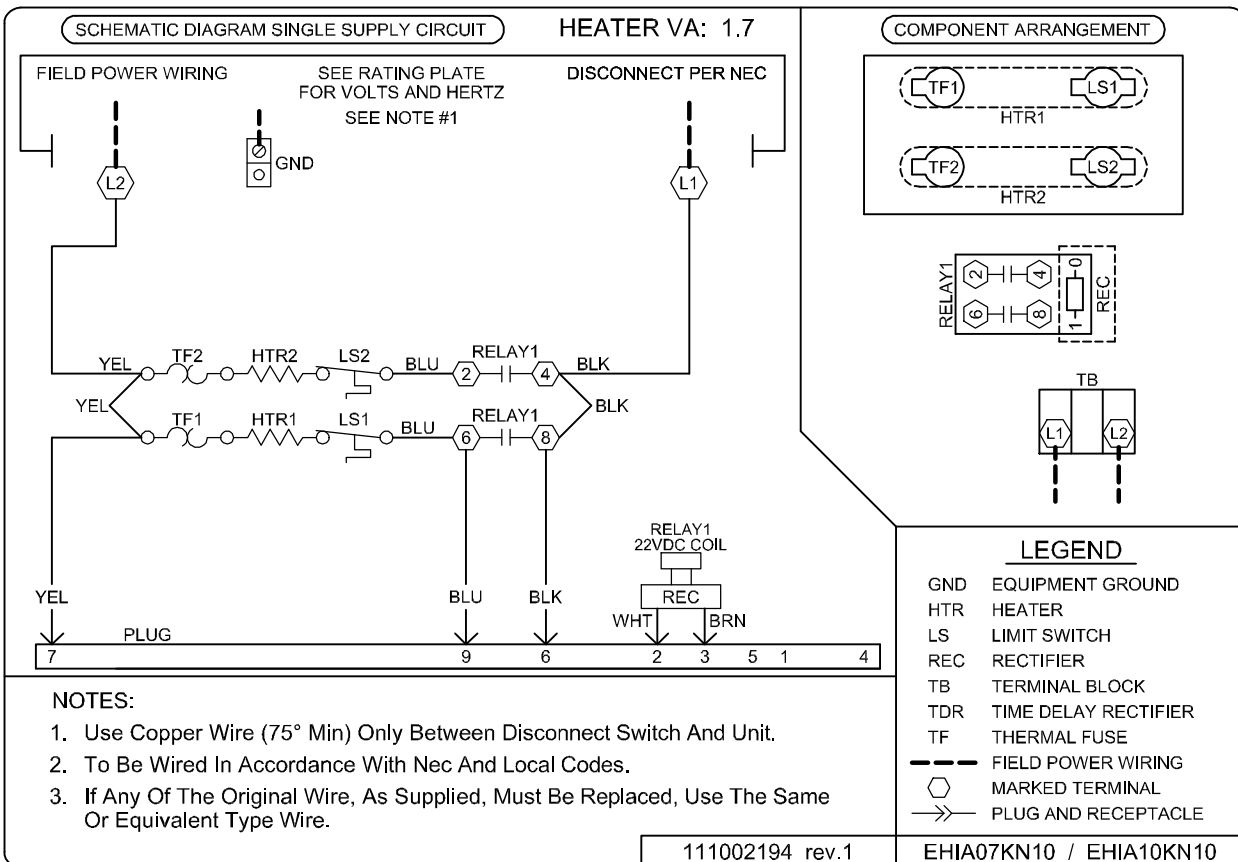 SCHEMATIC DIAGRAM SINGLE SUPPLY CIRCUIT
HEATER VA: 1.7
FIELD POWER WIRING
SEE RATING PLATE
FOR VOLTS AND HERTZ
SEE NOTE #1
DISCONNECT PER NEC
GND
L2
L1
YEL
TF2
HTR2
LS2
BLU
2
RELAY1
4
BLK
YEL
BLK
TF1
HTR1
LS1
BLU
6
RELAY1
8
RELAY1
22VDC COIL
REC
YEL
BLU
BLK
WHT
BRN
PLUG
7 9 6 2 3 5 1 4
COMPONENT ARRANGEMENT
TF1
LS1
HTR1
TF2
LS2
HTR2
RELAY1
2
4
6
8
0
1
REC
TB
L1
L2
LEGEND
GND EQUIPMENT GROUND
HTR HEATER
LS LIMIT SWITCH
REC RECTIFIER
TB TERMINAL BLOCK
TDR TIME DELAY RECTIFIER
TF THERMAL FUSE
FIELD POWER WIRING
MARKED TERMINAL
PLUG AND RECEPTACLE
NOTES:
1. Use Copper Wire (75° Min) Only Between Disconnect Switch And Unit.
2. To Be Wired In Accordance With Nec And Local Codes.
3. If Any Of The Original Wire, As Supplied, Must Be Replaced, Use The Same
Or Equivalent Type Wire.
111002194 rev.1
EHIA07KN10 / EHIA10KN10